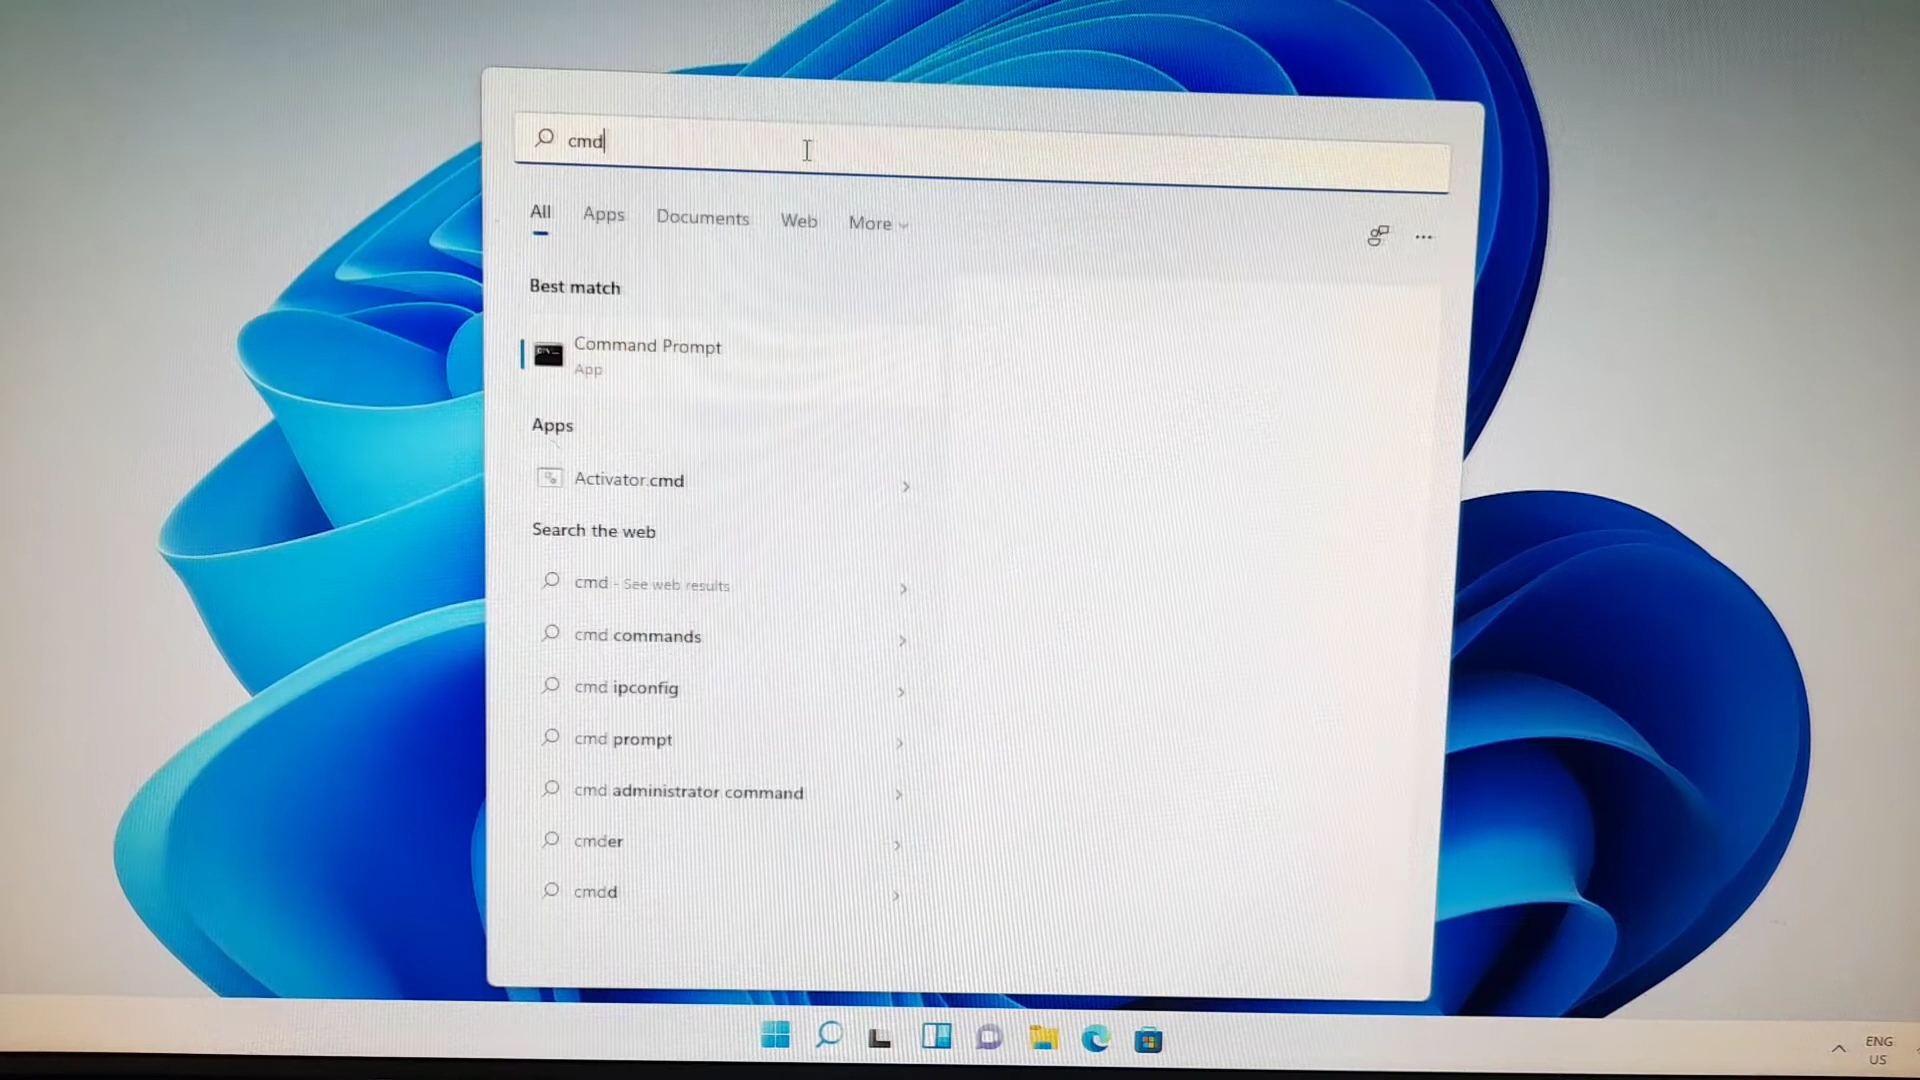 cmd
All Apps Documents Web More
Best match
Command Prompt
App
Apps
Activator.cmd
Search the web
cmd - See web results
cmd commands
cmd ipconfig
cmd prompt
cmd administrator command
cmder
cmdd
ENG
US